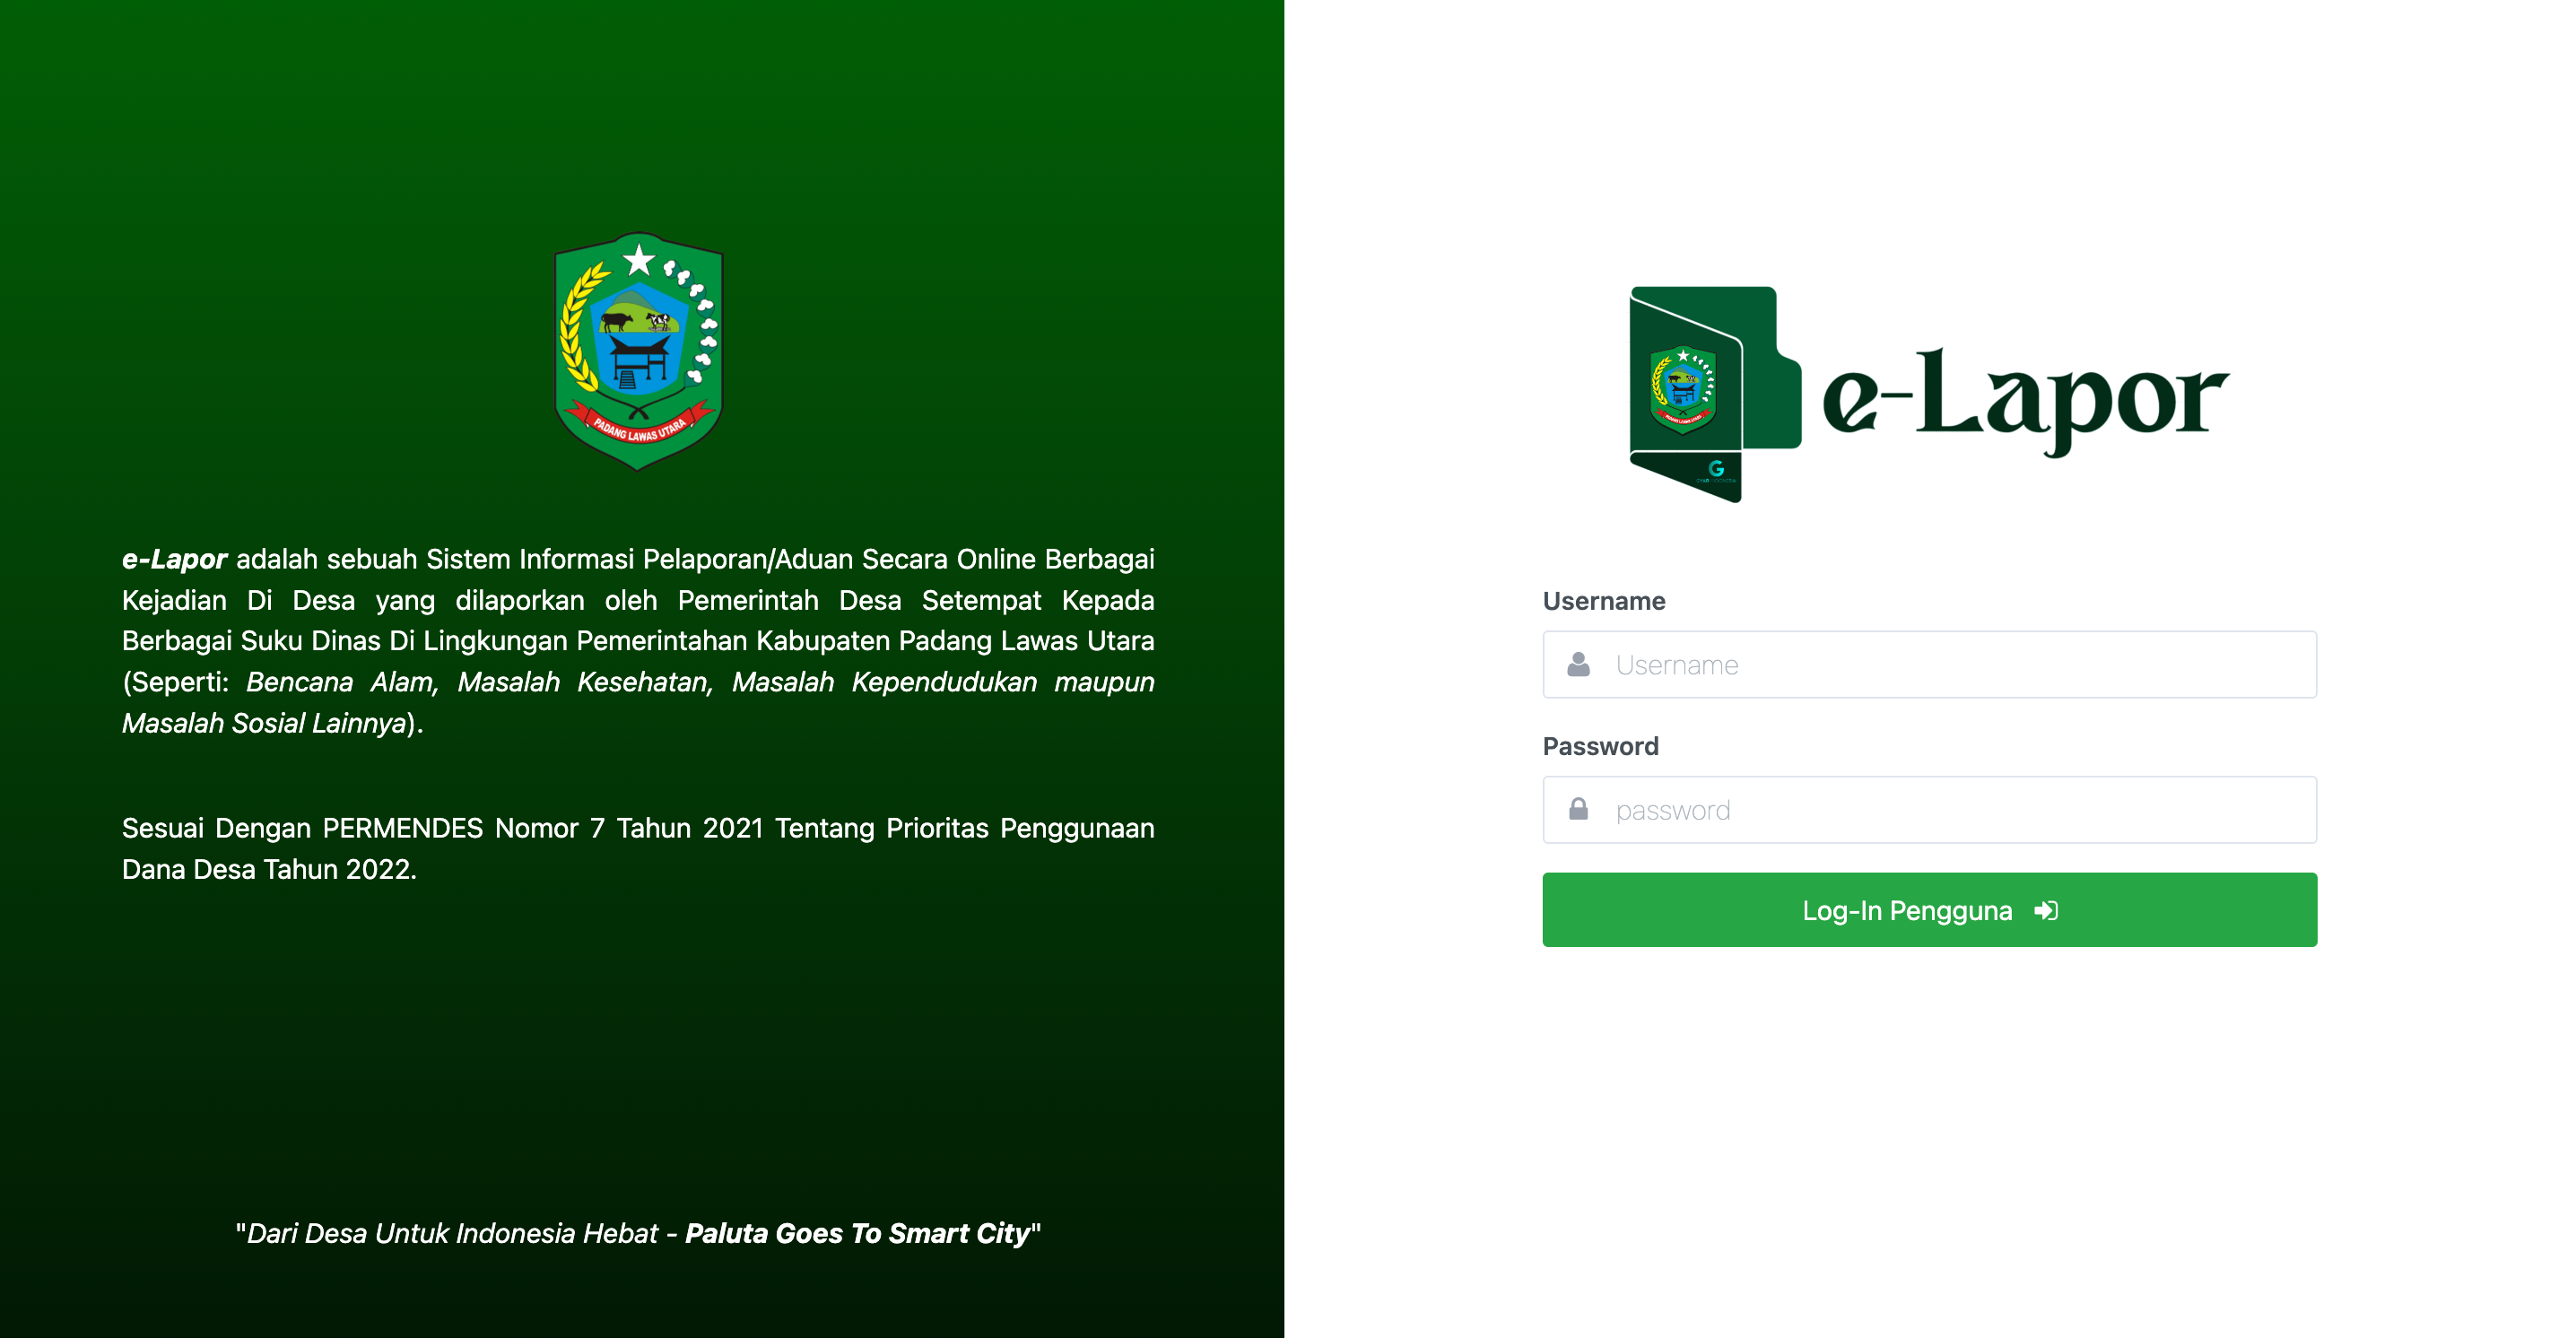 PADANG LAWAS UTARA
e-Lapor adalah sebuah Sistem Informasi Pelaporan/Aduan Secara Online Berbagai
Kejadian Di Desa yang dilaporkan oleh Pemerintah Desa Setempat Kepada
Berbagai Suku Dinas Di Lingkungan Pemerintahan Kabupaten Padang Lawas Utara
(Seperti: Bencana Alam, Masalah Kesehatan, Masalah Kependudukan maupun
Masalah Sosial Lainnya).
Sesuai Dengan PERMENDES Nomor 7 Tahun 2021 Tentang Prioritas Penggunaan
Dana Desa Tahun 2022.
"Dari Desa Untuk Indonesia Hebat - Paluta Goes To Smart City"
PADANG LAWAS UTARA
G
e-Lapor
Username
Username
Password
password
Log-In Pengguna